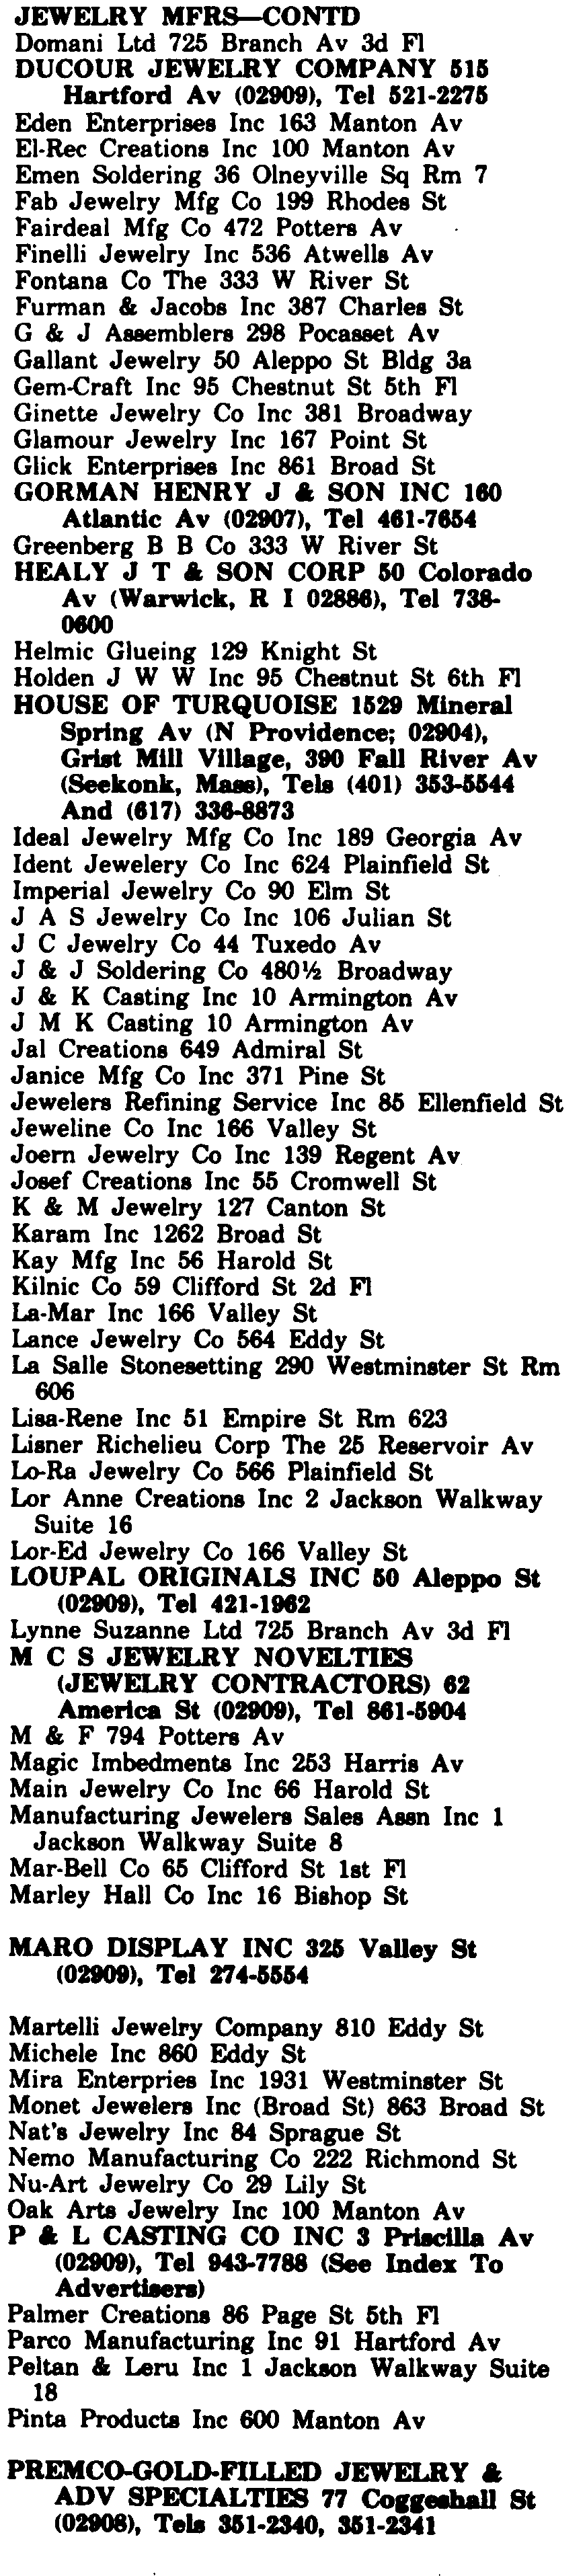 JEWELRY MFRS—CONTD
Domani Ltd 725 Branch Av 3d Fl
DUCOUR JEWELRY COMPANY 515
Hartford Av (02909), Tel 521-2275
Eden Enterprises Inc 163 Manton Av
El-Rec Creations Inc 100 Manton Av
Emen Soldering 36 Olneyville Sq Rm 7
Fab Jewelry Mfg Co 199 Rhodes St
Fairdeal Mfg Co 472 Potters Av
Finelli Jewelry Inc 536 Atwells Av
Fontana Co The 333 W River St
Furman & Jacobs Inc 387 Charles St
G & J Assemblers 298 Pocasset Av
Gallant Jewelry 50 Aleppo St Bldg 3a
Gem-Craft Inc 95 Chestnut St 5th Fl
Ginette Jewelry Co Inc 381 Broadway
Glamour Jewelry Inc 167 Point St
Glick Enterprises Inc 861 Broad St
GORMAN HENRY J & SON INC 160
Atlantic Av (02907), Tel 461-7654
Greenberg B B Co 333 W River St
HEALY J T & SON CORP 50 Colorado
Av (Warwick, R I 02886), Tel 738-
0600
Helmic Glueing 129 Knight St
Holden J W W Inc 95 Chestnut St 6th Fl
HOUSE OF TURQUOISE 1529 Mineral
Spring Av (N Providence; 02904),
Grist Mill Village, 390 Fall River Av
(Seekonk, Mass), Tels (401) 353-5544
And (617) 336-8873
Ideal Jewelry Mfg Co Inc 189 Georgia Av
Ident Jewelery Co Inc 624 Plainfield St
Imperial Jewelry Co 90 Elm St
J A S Jewelry Co Inc 106 Julian St
J C Jewelry Co 44 Tuxedo Av
J & J Soldering Co 480½ Broadway
J & K Casting Inc 10 Armington Av
J M K Casting 10 Armington Av
Jal Creations 649 Admiral St
Janice Mfg Co Inc 371 Pine St
Jewelers Refining Service Inc 85 Ellenfield St
Jeweline Co Inc 166 Valley St
Joern Jewelry Co Inc 139 Regent Av
Josef Creations Inc 55 Cromwell St
K & M Jewelry 127 Canton St
Karam Inc 1262 Broad St
Kay Mfg Inc 56 Harold St
Kilnic Co 59 Clifford St 2d Fl
La-Mar Inc 166 Valley St
Lance Jewelry Co 564 Eddy St
La Salle Stonesetting 290 Westminster St Rm
606
Lisa-Rene Inc 51 Empire St Rm 623
Lisner Richelieu Corp The 25 Reservoir Av
Lo-Ra Jewelry Co 566 Plainfield St
Lor Anne Creations Inc 2 Jackson Walkway
Suite 16
Lor-Ed Jewelry Co 166 Valley St
LOUPAL ORIGINALS INC 50 Aleppo St
(02909), Tel 421-1962
Lynne Suzanne Ltd 725 Branch Av 3d Fl
M C S JEWELRY NOVELTIES
(JEWELRY CONTRACTORS) 62
America St (02909), Tel 861-5904
M & F 794 Potters Av
Magic Imbedments Inc 253 Harris Av
Main Jewelry Co Inc 66 Harold St
Manufacturing Jewelers Sales Assn Inc 1
Jackson Walkway Suite 8
Mar-Bell Co 65 Clifford St 1st Fl
Marley Hall Co Inc 16 Bishop St
MARO DISPLAY INC 325 Valley St
(02909), Tel 274-5554
Martelli Jewelry Company 810 Eddy St
Michele Inc 860 Eddy St
Mira Enterpries Inc 1931 Westminster St
Monet Jewelers Inc (Broad St) 863 Broad St
Nat's Jewelry Inc 84 Sprague St
Nemo Manufacturing Co 222 Richmond St
Nu-Art Jewelry Co 29 Lily St
Oak Arts Jewelry Inc 100 Manton Av
P & L CASTING CO INC 3 Priscilla Av
(02909), Tel 943-7788 (See Index To
Advertisers)
Palmer Creations 86 Page St 5th Fl
Parco Manufacturing Inc 91 Hartford Av
Peltan & Leru Inc 1 Jackson Walkway Suite
18
Pinta Products Inc 600 Manton Av
PREMCO-GOLD-FILLED JEWELRY &
ADV SPECIALTIES 77 Coggeshall St
(02908), Tels 351-2340, 351-2341